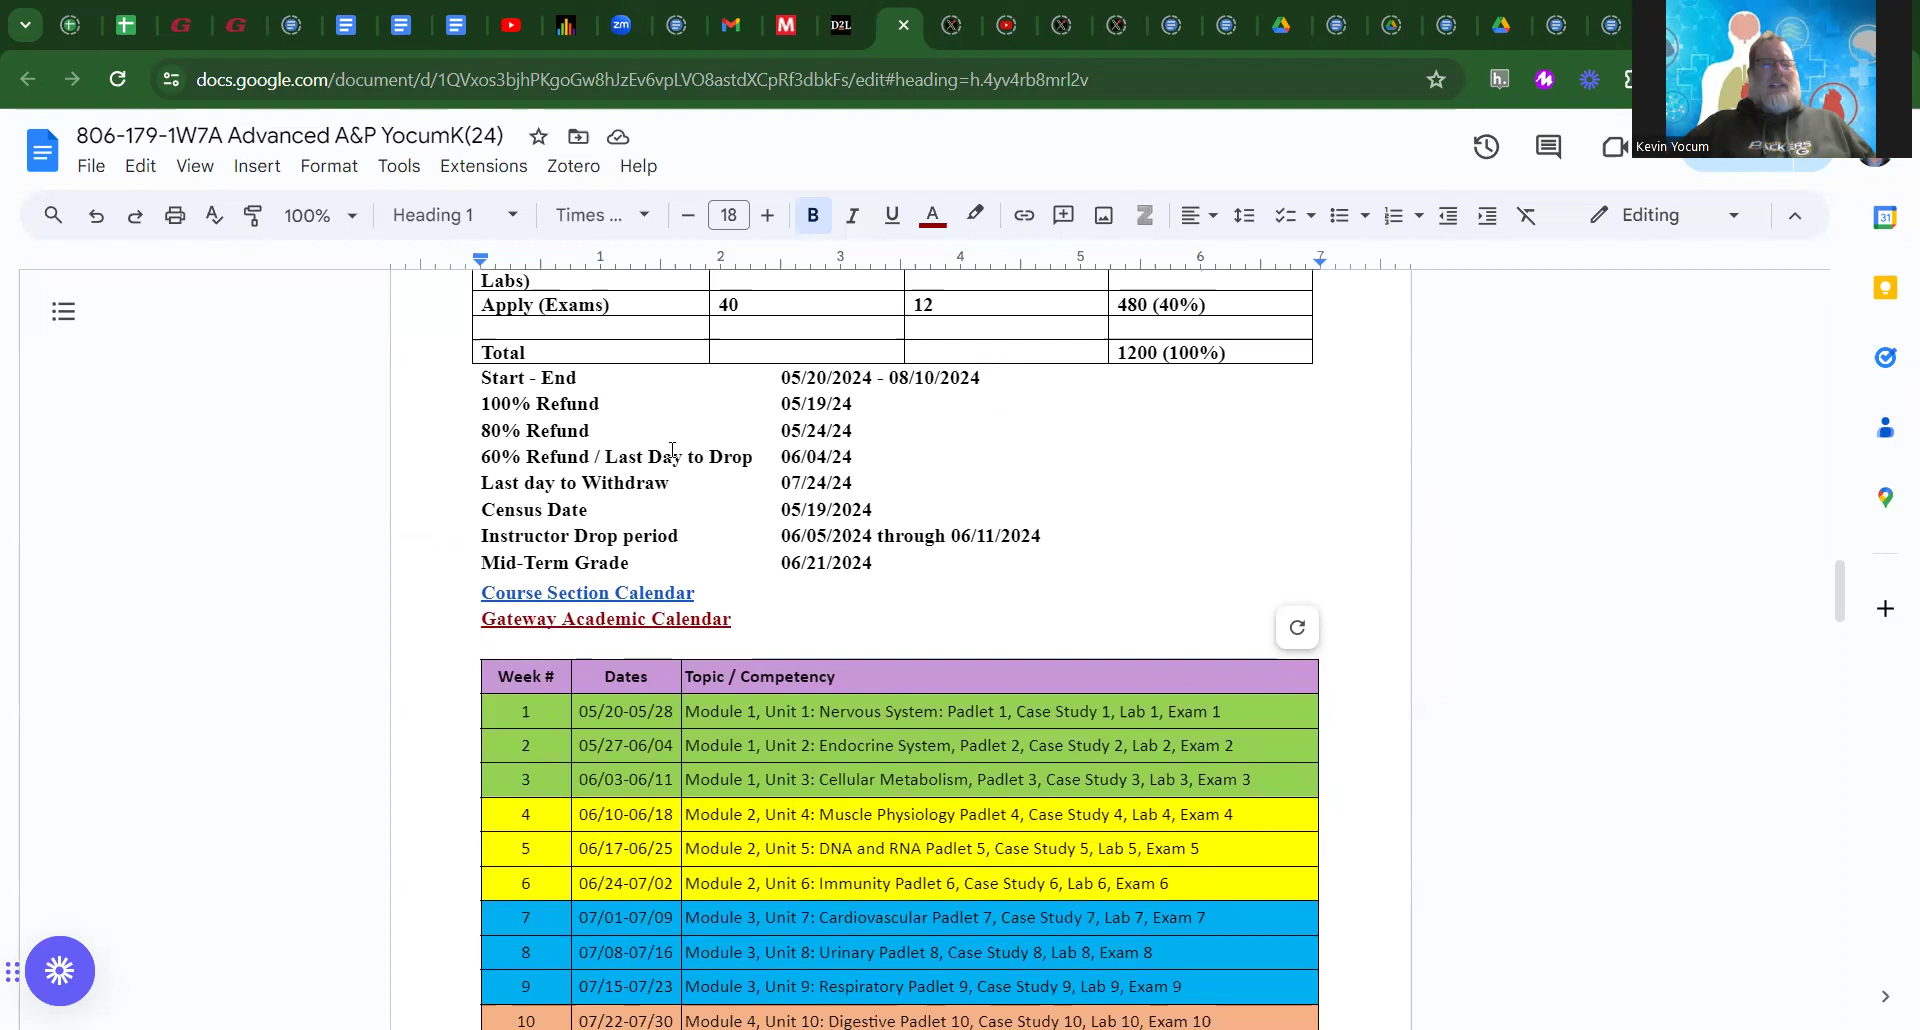 zm
M
D2L
docs.google.com/document/d/1QVxos3bjhPKgoGw8hJzEv6vpLVO8astdXCpRf3dbkFs/edit#heading=h.4yv4rb8mrl2v
h.
Kevin Yocum
PACKERS
806-179-1W7A Advanced A&P YocumK(24)
File Edit View Insert Format Tools Extensions Zotero Help
100% Heading 1 Times ... 18 B I U A Editing
31
1 2 3 4 5 6 7
Labs)
Apply (Exams) 40 12 480 (40%)
Total 1200 (100%)
Start - End 05/20/2024 - 08/10/2024
100% Refund 05/19/24
80% Refund 05/24/24
60% Refund / Last Day to Drop 06/04/24
Last day to Withdraw 07/24/24
Census Date 05/19/2024
Instructor Drop period 06/05/2024 through 06/11/2024
Mid-Term Grade 06/21/2024
Course Section Calendar
Gateway Academic Calendar
Week # Dates Topic / Competency
1 05/20-05/28 Module 1, Unit 1: Nervous System: Padlet 1, Case Study 1, Lab 1, Exam 1
2 05/27-06/04 Module 1, Unit 2: Endocrine System, Padlet 2, Case Study 2, Lab 2, Exam 2
3 06/03-06/11 Module 1, Unit 3: Cellular Metabolism, Padlet 3, Case Study 3, Lab 3, Exam 3
4 06/10-06/18 Module 2, Unit 4: Muscle Physiology Padlet 4, Case Study 4, Lab 4, Exam 4
5 06/17-06/25 Module 2, Unit 5: DNA and RNA Padlet 5, Case Study 5, Lab 5, Exam 5
6 06/24-07/02 Module 2, Unit 6: Immunity Padlet 6, Case Study 6, Lab 6, Exam 6
7 07/01-07/09 Module 3, Unit 7: Cardiovascular Padlet 7, Case Study 7, Lab 7, Exam 7
8 07/08-07/16 Module 3, Unit 8: Urinary Padlet 8, Case Study 8, Lab 8, Exam 8
9 07/15-07/23 Module 3, Unit 9: Respiratory Padlet 9, Case Study 9, Lab 9, Exam 9
10 07/22-07/30 Module 4, Unit 10: Digestive Padlet 10, Case Study 10, Lab 10, Exam 10